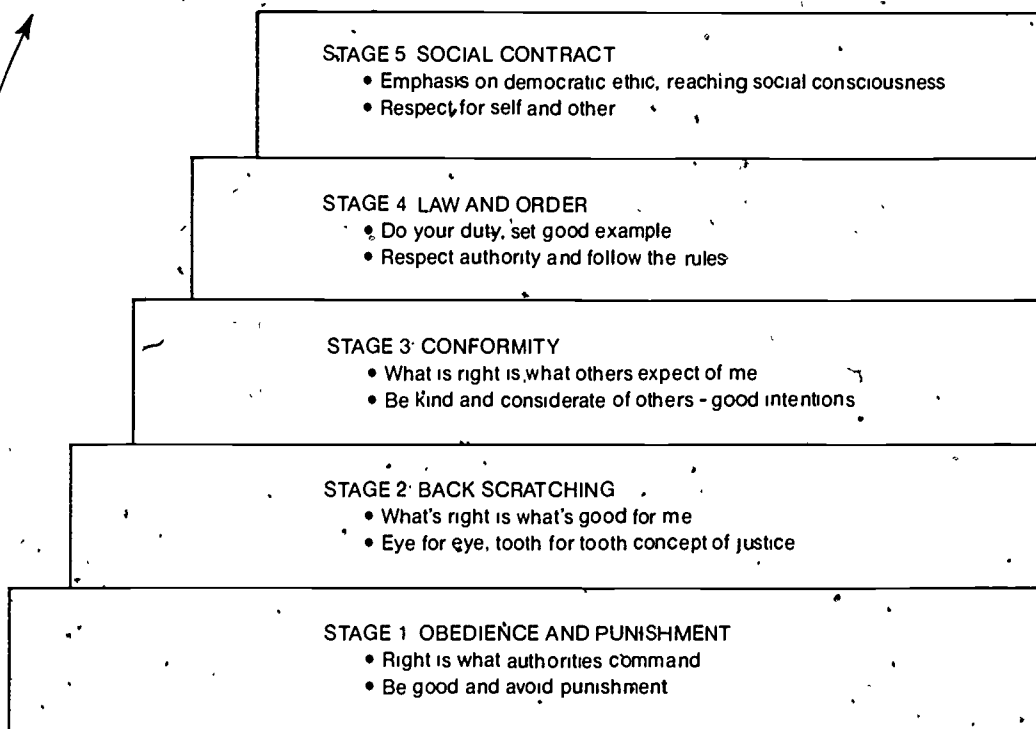 STAGE 5 SOCIAL CONTRACT
• Emphasis on democratic ethic, reaching social consciousness
• Respect for self and other
STAGE 4 LAW AND ORDER
• Do your duty, set good example
• Respect authority and follow the rules
STAGE 3 CONFORMITY
• What is right is what others expect of me
• Be kind and considerate of others - good intentions
STAGE 2 BACK SCRATCHING
• What's right is what's good for me
• Eye for eye, tooth for tooth concept of justice
STAGE 1 OBEDIENCE AND PUNISHMENT
• Right is what authorities command
• Be good and avoid punishment